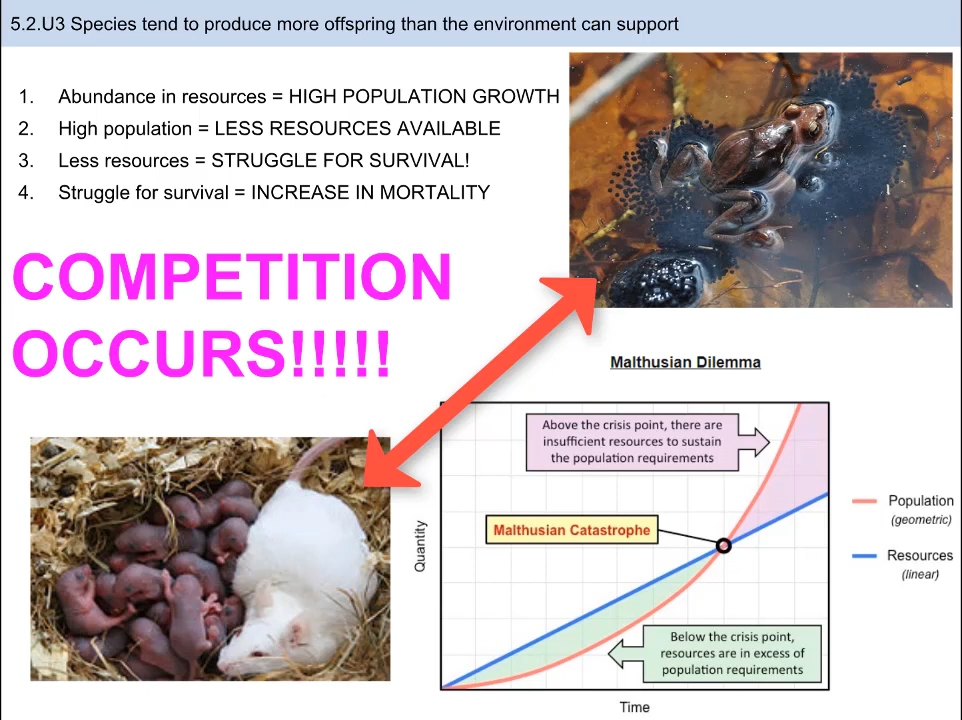 5.2.U3 Species tend to produce more offspring than the environment can support
1. Abundance in resources = HIGH POPULATION GROWTH
2. High population = LESS RESOURCES AVAILABLE
3. Less resources = STRUGGLE FOR SURVIVAL!
4. Struggle for survival = INCREASE IN MORTALITY
COMPETITION
OCCURS!!!!!
Malthusian Dilemma
Above the crisis point, there are
insufficient resources to sustain
the population requirements
Malthusian Catastrophe
Quantity
Population
(geometric)
Resources
(linear)
Below the crisis point,
resources are in excess of
population requirements
Time